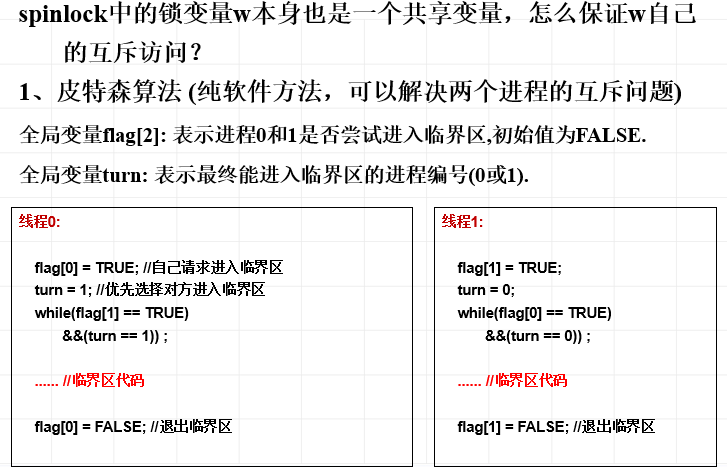 spinlock中的锁变量w本身也是一个共享变量，怎么保证w自己
的互斥访问？
1、皮特森算法 (纯软件方法，可以解决两个进程的互斥问题)
全局变量flag[2]: 表示进程0和1是否尝试进入临界区,初始值为FALSE.
全局变量turn: 表示最终能进入临界区的进程编号(0或1).
线程0:
flag[0] = TRUE; //自己请求进入临界区
turn = 1; //优先选择对方进入临界区
while(flag[1] == TRUE)
&&(turn == 1)) ;
...... //临界区代码
flag[0] = FALSE; //退出临界区
线程1:
flag[1] = TRUE;
turn = 0;
while(flag[0] == TRUE)
&&(turn == 0)) ;
...... //临界区代码
flag[1] = FALSE; //退出临界区